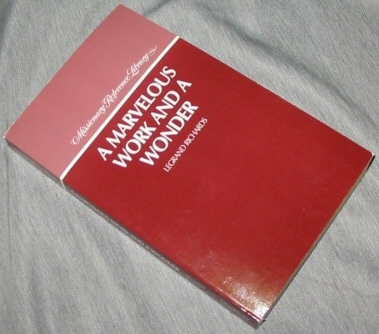 Missionary Reference Library
A MARVELOUS
WORK AND A
WONDER
LEGRAND RICHARDS